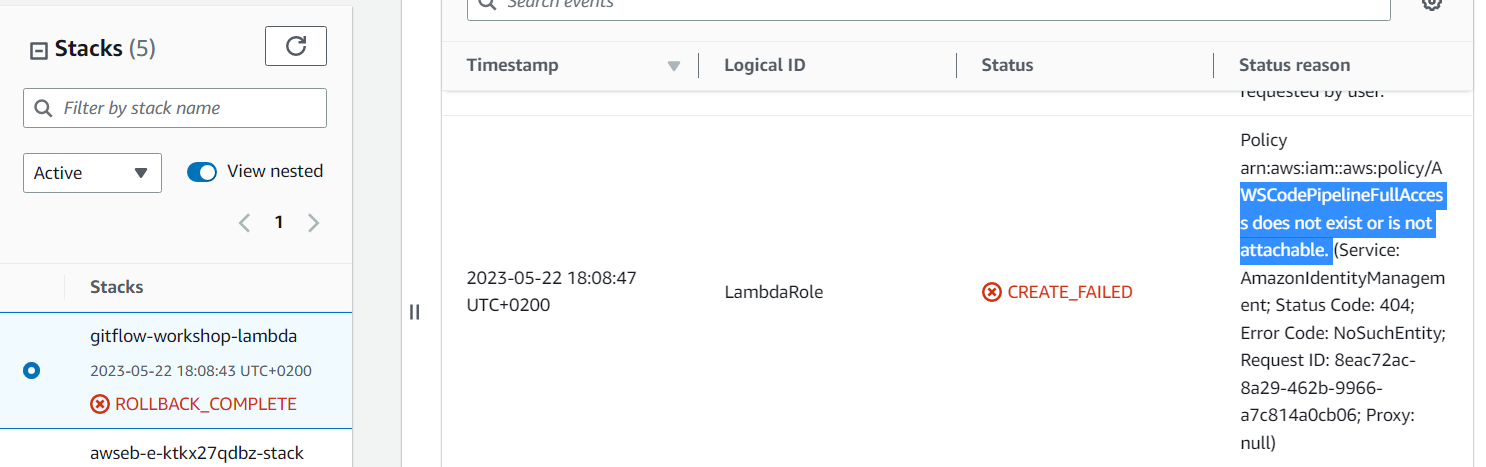 Stacks (5)
Filter by stack name
Active
View nested
1
Stacks
gitflow-workshop-lambda
2023-05-22 18:08:43 UTC+0200
ROLLBACK_COMPLETE
awseb-e-ktkx27qdbz-stack
Search events
Timestamp
Logical ID
Status
Status reason
requested by user.
2023-05-22 18:08:47
UTC+0200
LambdaRole
CREATE_FAILED
Policy
arn:aws:iam::aws:policy/A
WSCodePipelineFullAcces
s does not exist or is not
attachable. (Service:
AmazonIdentityManagem
ent; Status Code: 404;
Error Code: NoSuchEntity;
Request ID: 8eac72ac-
8a29-462b-9966-
a7c814a0cb06; Proxy:
null)